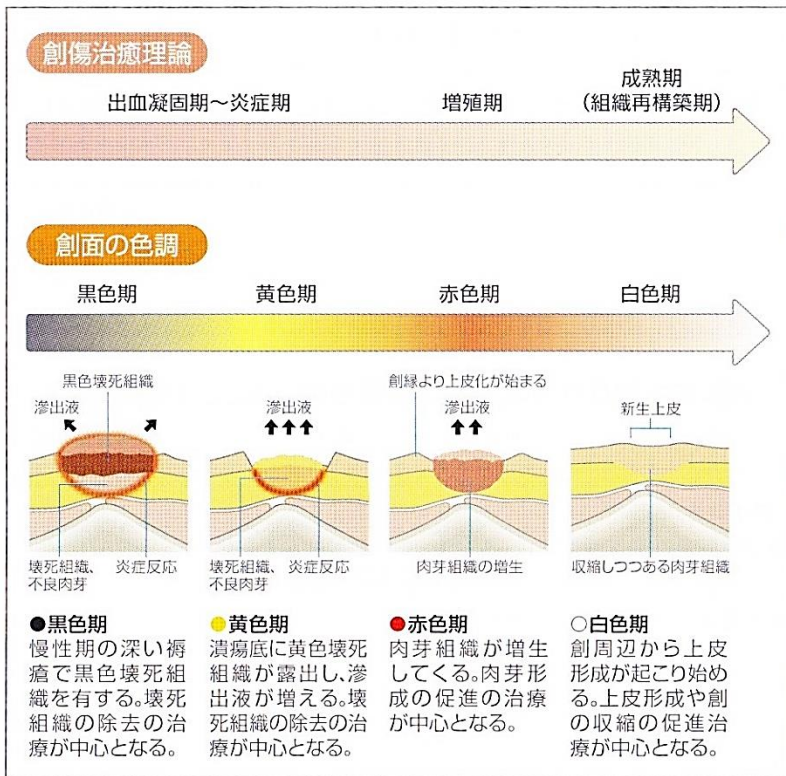 創傷治癒理論
出血凝固期～炎症期
増殖期
成熟期
（組織再構築期）
創面の色調
黒色期
黄色期
赤色期
白色期
黒色壊死組織
滲出液
壊死組織、
不良肉芽
炎症反応
滲出液
壊死組織、
不良肉芽
炎症反応
創縁より上皮化が始まる
滲出液
肉芽組織の増生
新生上皮
収縮しつつある肉芽組織
●黒色期
慢性期の深い褥
瘡で黒色壊死組
織を有する。壊死
組織の除去の治
療が中心となる。
●黄色期
潰瘍底に黄色壊死
組織が露出し、滲
出液が増える。壊
死組織の除去の治
療が中心となる。
●赤色期
肉芽組織が増生
してくる。肉芽形
成の促進の治療
が中心となる。
○白色期
創周辺から上皮
形成が起こり始め
る。上皮形成や創
の収縮の促進治
療が中心となる。